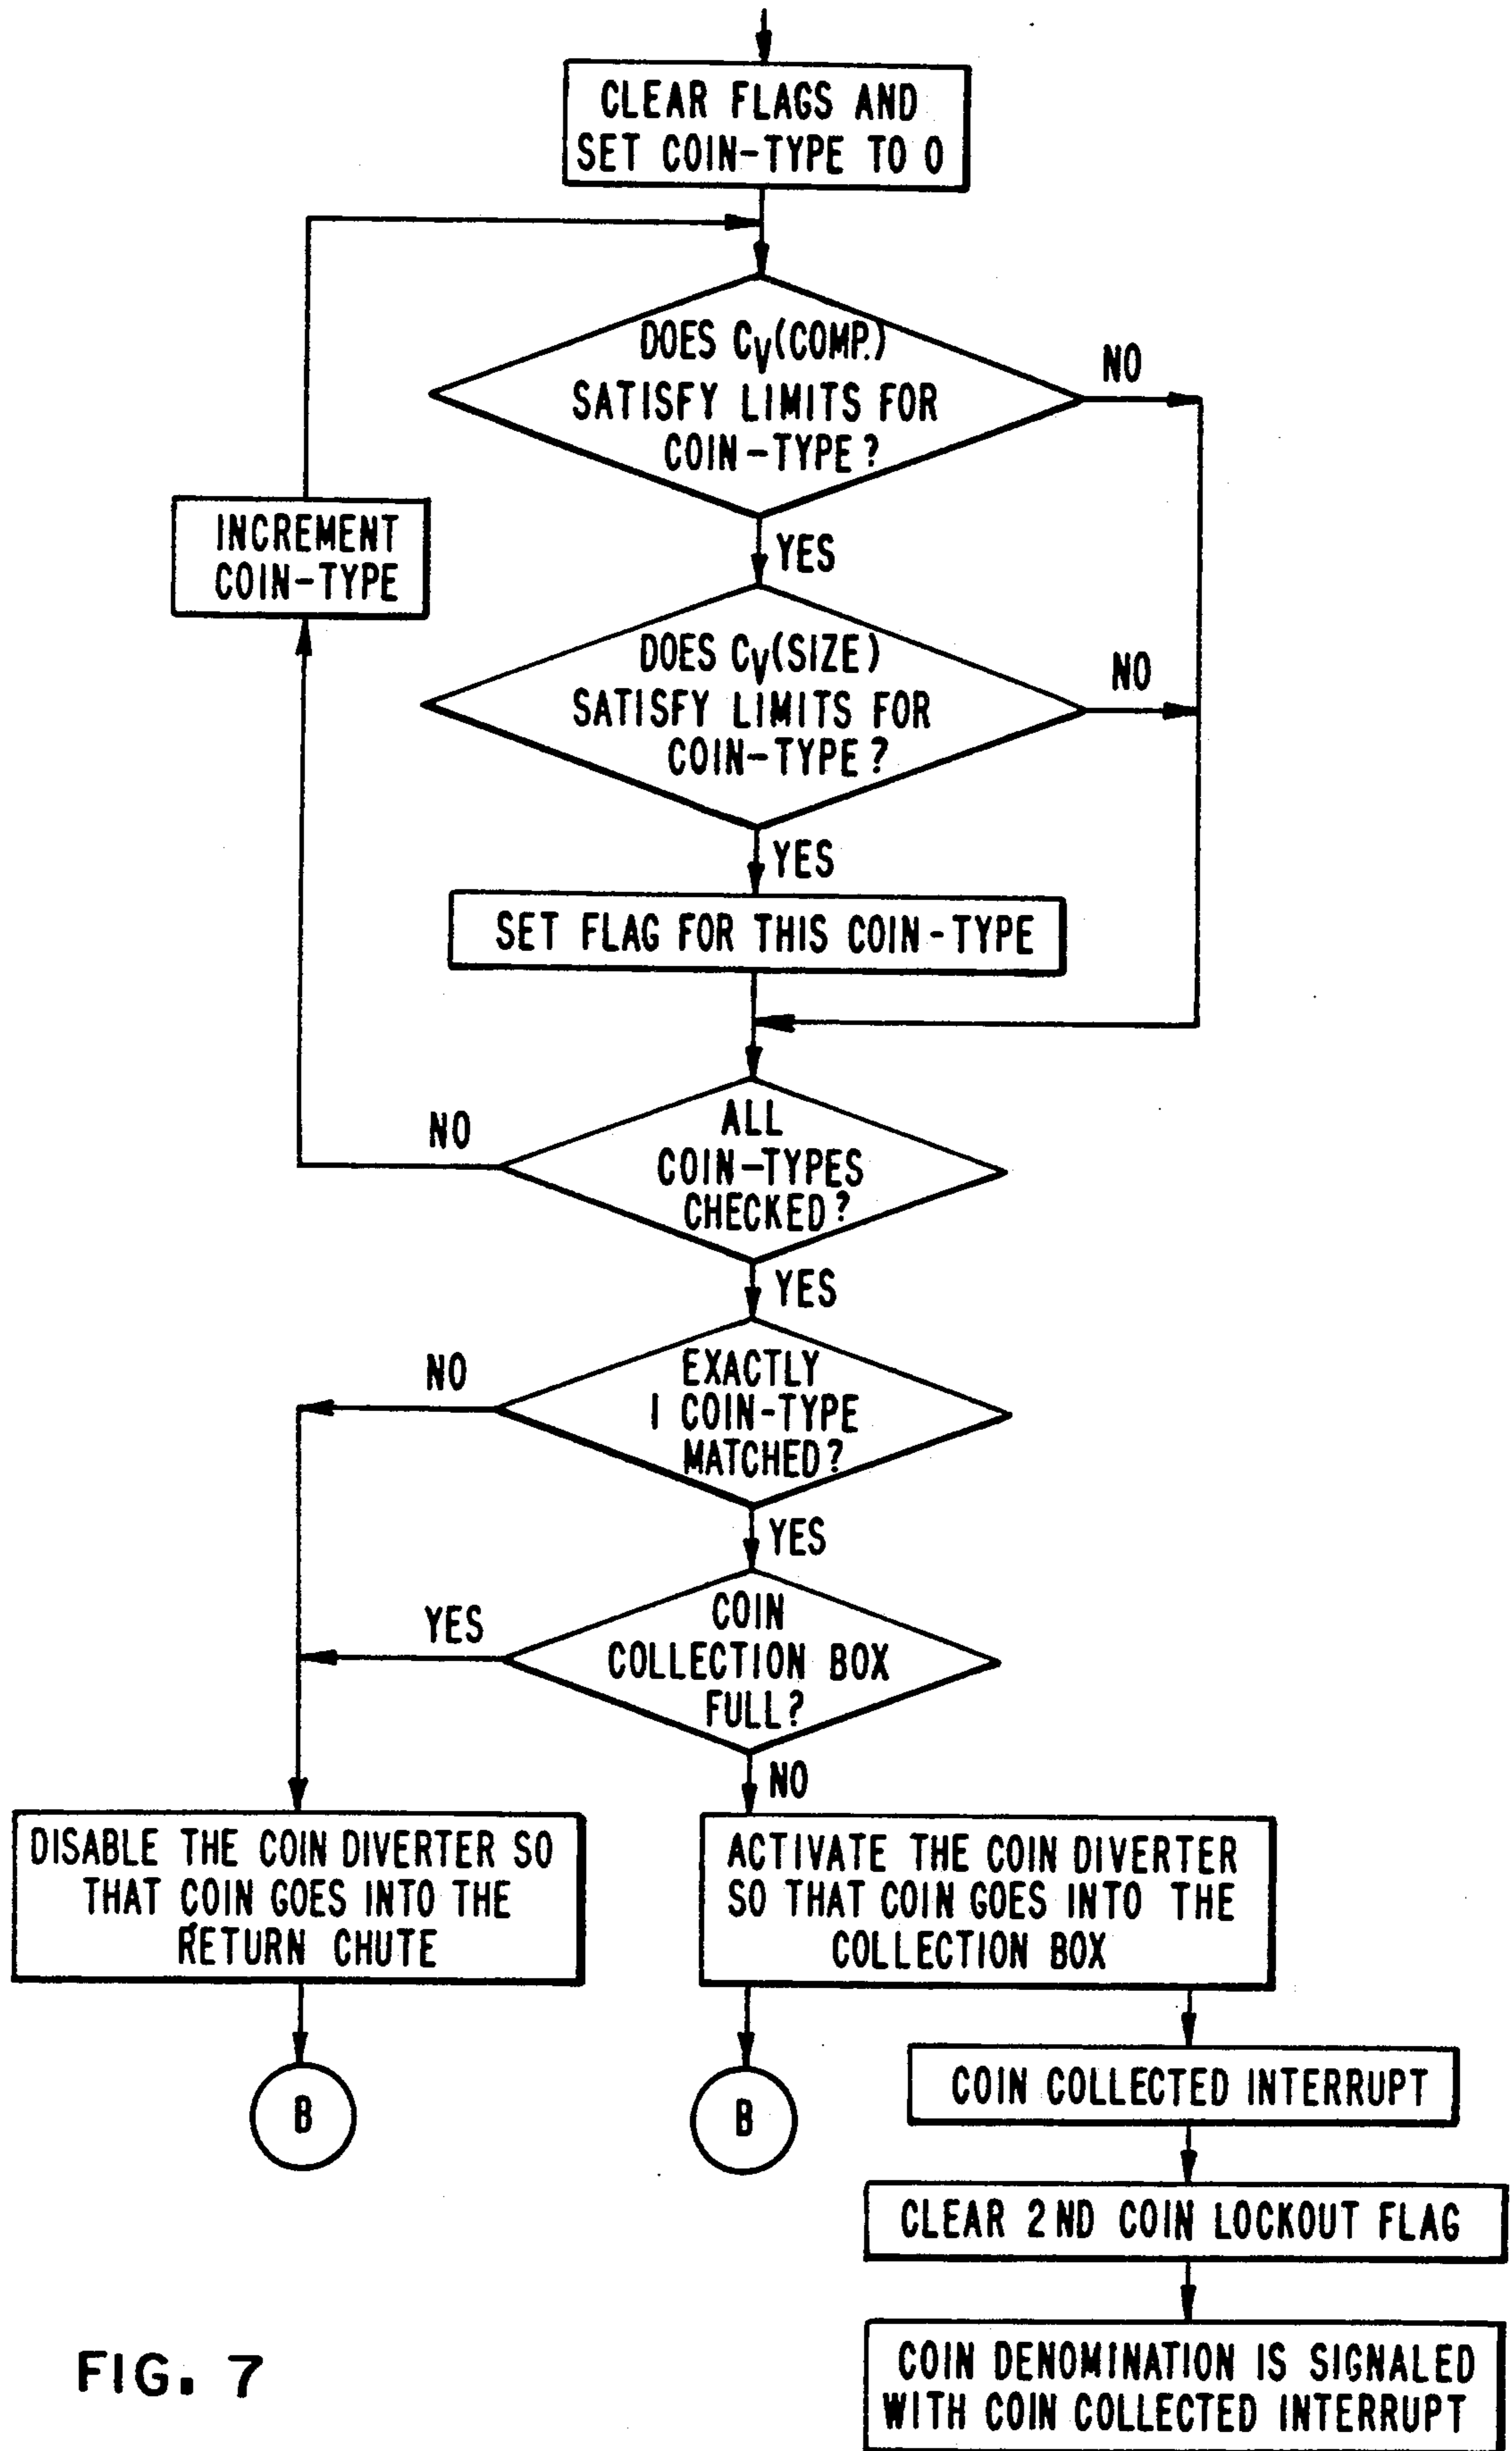 CLEAR FLAGS AND
SET COIN-TYPE TO 0
DOES CV(COMP.)
SATISFY LIMITS FOR
COIN-TYPE?
NO
INCREMENT
COIN-TYPE
YES
DOES CV(SIZE)
SATISFY LIMITS FOR
COIN-TYPE?
NO
YES
SET FLAG FOR THIS COIN-TYPE
ALL
COIN-TYPES
CHECKED?
NO
YES
EXACTLY
1 COIN-TYPE
MATCHED?
NO
YES
COIN
COLLECTION BOX
FULL?
YES
NO
DISABLE THE COIN DIVERTER SO
THAT COIN GOES INTO THE
RETURN CHUTE
ACTIVATE THE COIN DIVERTER
SO THAT COIN GOES INTO THE
COLLECTION BOX
B
B
COIN COLLECTED INTERRUPT
CLEAR 2ND COIN LOCKOUT FLAG
COIN DENOMINATION IS SIGNALED
WITH COIN COLLECTED INTERRUPT
FIG. 7